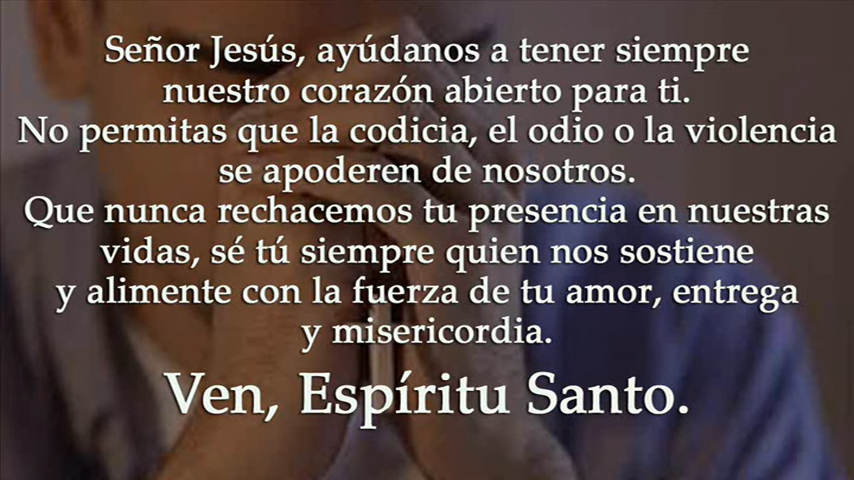 Señor Jesús, ayúdanos a tener siempre
nuestro corazón abierto para ti.
No permitas que la codicia, el odio o la violencia
se apoderen de nosotros.
Que nunca rechacemos tu presencia en nuestras
vidas, sé tú siempre quien nos sostiene
y alimente con la fuerza de tu amor, entrega
y misericordia.
Ven, Espíritu Santo.